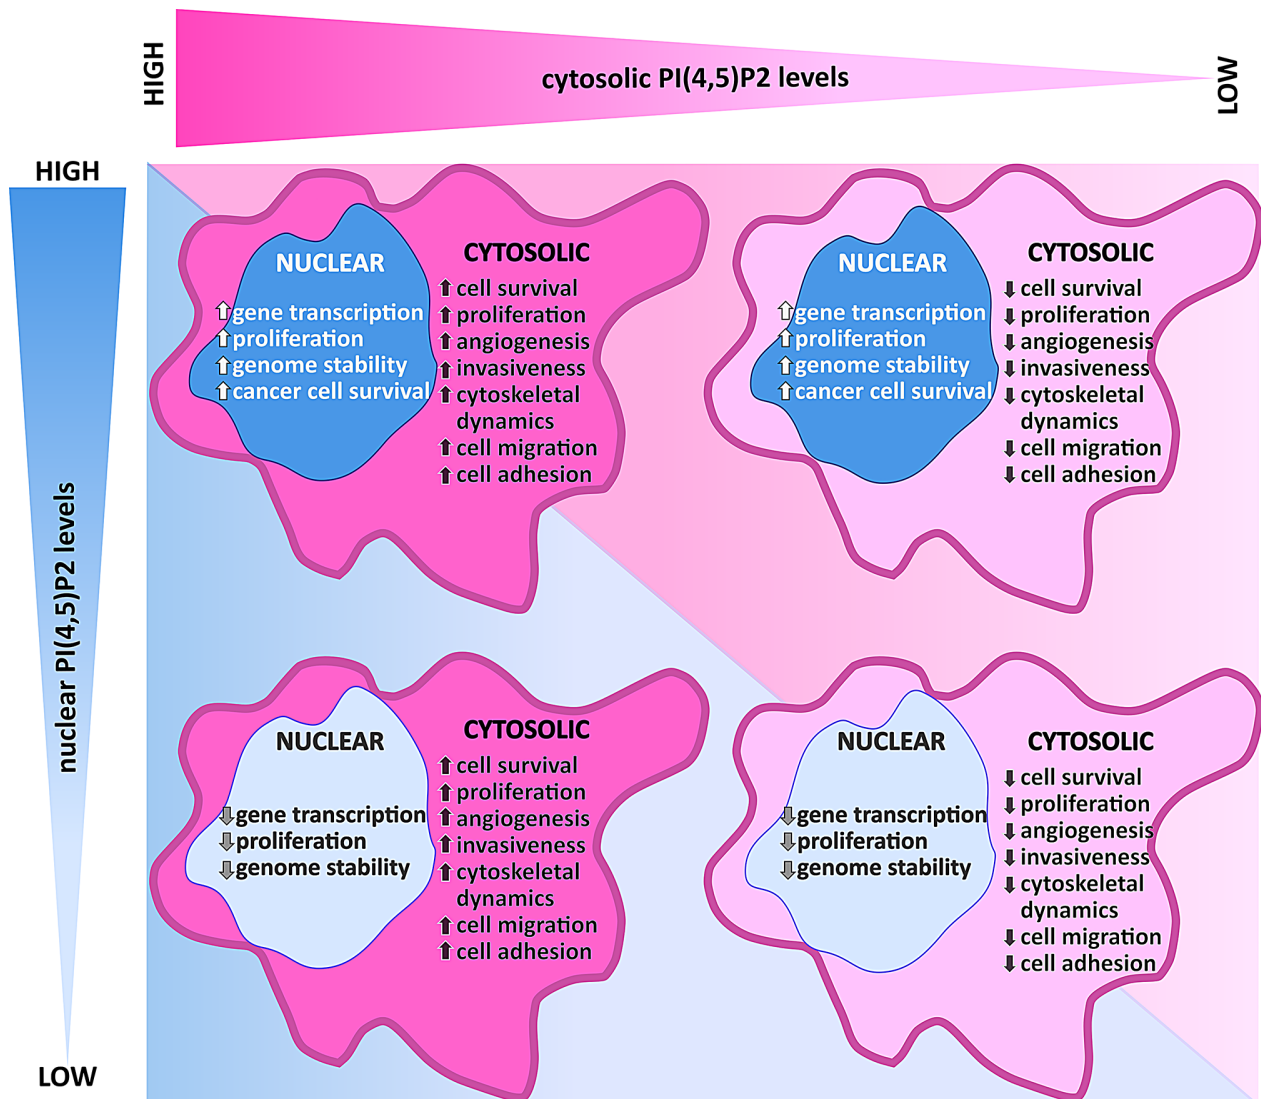 HIGH
cytosolic PI(4,5)P2 levels
LOW
HIGH
nuclear PI(4,5)P2 levels
LOW
NUCLEAR
⇧gene transcription
⇧proliferation
⇧genome stability
⇧cancer cell survival
CYTOSOLIC
⬆cell survival
⬆proliferation
⬆angiogenesis
⬆invasiveness
⬆cytoskeletal
dynamics
⬆cell migration
⬆cell adhesion
NUCLEAR
⇧gene transcription
⇧proliferation
⇧genome stability
⇧cancer cell survival
CYTOSOLIC
⬇cell survival
⬇proliferation
⬇angiogenesis
⬇invasiveness
⬇cytoskeletal
dynamics
⬇cell migration
⬇cell adhesion
NUCLEAR
⇩gene transcription
⇩proliferation
⇩genome stability
CYTOSOLIC
⬆cell survival
⬆proliferation
⬆angiogenesis
⬆invasiveness
⬆cytoskeletal
dynamics
⬆cell migration
⬆cell adhesion
NUCLEAR
⇩gene transcription
⇩proliferation
⇩genome stability
CYTOSOLIC
⬇cell survival
⬇proliferation
⬇angiogenesis
⬇invasiveness
⬇cytoskeletal
dynamics
⬇cell migration
⬇cell adhesion